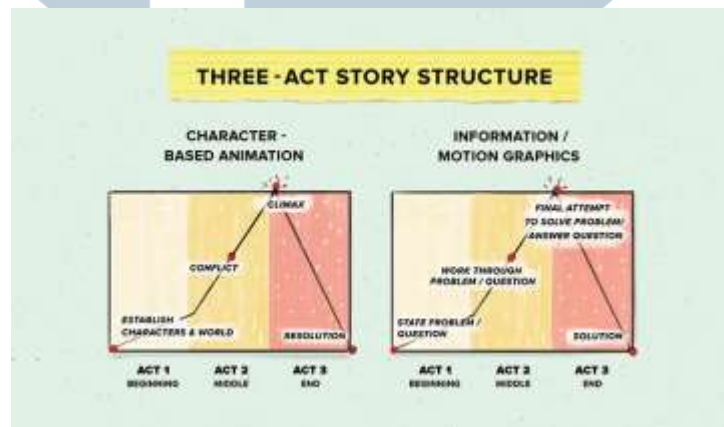 THREE - ACT STORY STRUCTURE
CHARACTER -
BASED ANIMATION
CLIMAX
CONFLICT
ESTABLISH
CHARACTERS & WORLD
RESOLUTION
ACT 1
BEGINNING
ACT 2
MIDDLE
ACT 3
END
INFORMATION /
MOTION GRAPHICS
FINAL ATTEMPT
TO SOLVE PROBLEM/
ANSWER QUESTION
WORK THROUGH
PROBLEM / QUESTION
STATE PROBLEM /
QUESTION
SOLUTION
ACT 1
BEGINNING
ACT 2
MIDDLE
ACT 3
END